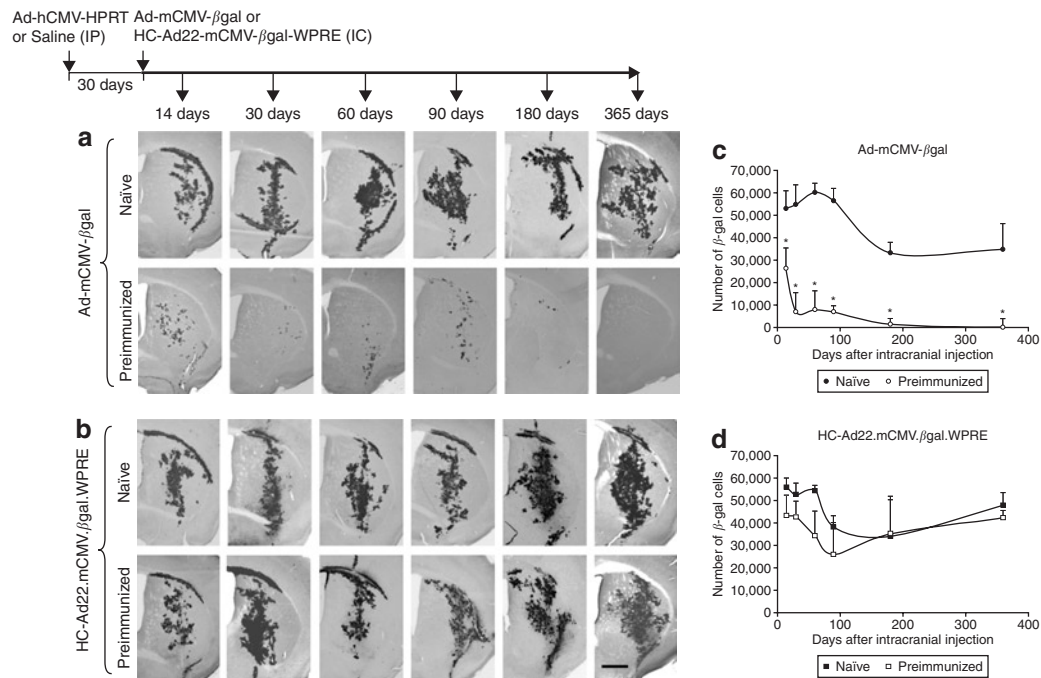 Ad-hCMV-HPRT
or Saline (IP)
Ad-mCMV-βgal or
HC-Ad22-mCMV-βgal-WPRE (IC)
30 days
14 days
30 days
60 days
90 days
180 days
365 days
a
Ad-mCMV-βgal
Naïve
Preimmunized
b
HC-Ad22.mCMV.βgal.WPRE
Naïve
Preimmunized
c
Ad-mCMV-βgal
Number of β-gal cells
70,000
60,000
50,000
40,000
30,000
20,000
10,000
0
* * * * * *
0 100 200 300 400
Days after intracranial injection
Naïve Preimmunized
d
HC-Ad22.mCMV.βgal.WPRE
Number of β-gal cells
70,000
60,000
50,000
40,000
30,000
20,000
10,000
0
0 100 200 300 400
Days after intracranial injection
Naïve Preimmunized